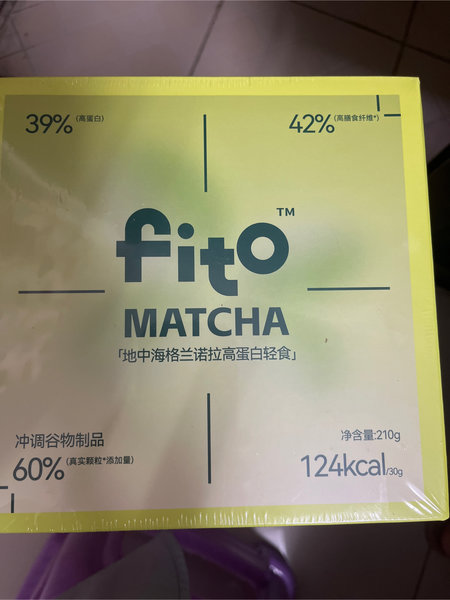 39% (高蛋白)
42% (高膳食纤维*)
fito™
MATCHA
「地中海格兰诺拉高蛋白轻食」
冲调谷物制品
净含量:210g
60% (真实颗粒*添加量)
124kcal/30g